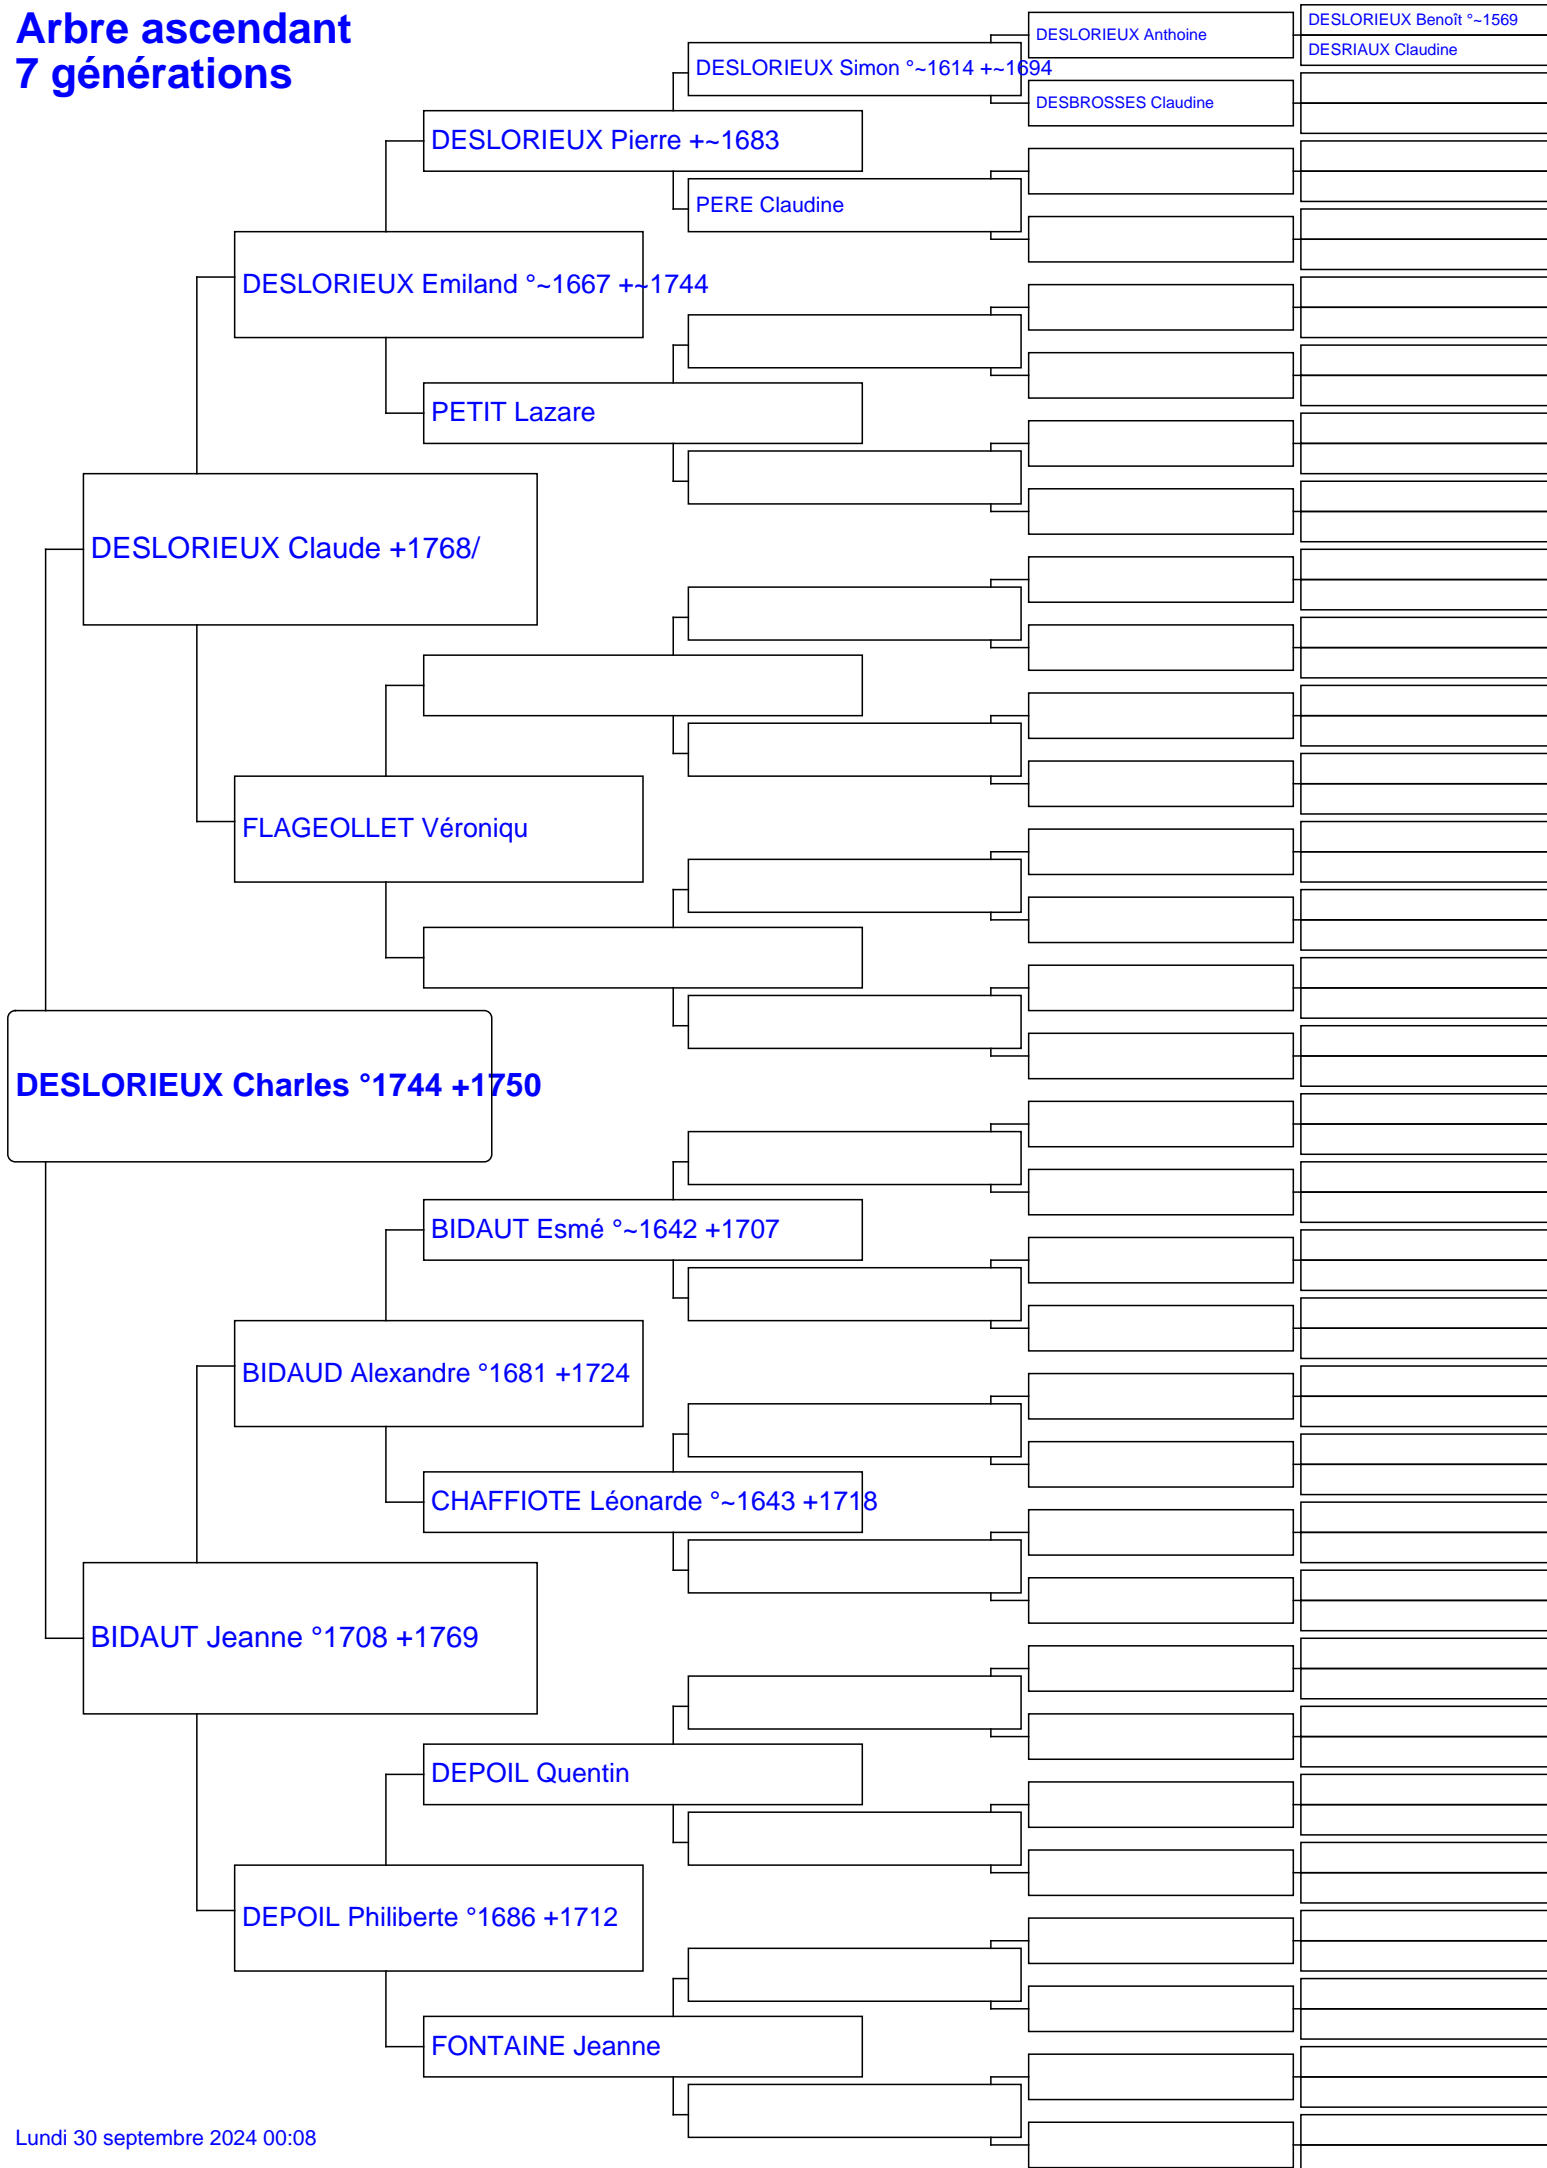 Arbre ascendant
7 générations
DESLORIEUX Benoît °~1569
DESLORIEUX Anthoine
DESRIAUX Claudine
DESLORIEUX Simon °~1614 +~1694
DESBROSSES Claudine
DESLORIEUX Pierre +~1683
PERE Claudine
DESLORIEUX Emiland °~1667 +~1744
PETIT Lazare
DESLORIEUX Claude +1768/
FLAGEOLLET Véroniqu
DESLORIEUX Charles °1744 +1750
BIDAUT Esmé °~1642 +1707
BIDAUD Alexandre °1681 +1724
CHAFFIOTE Léonarde °~1643 +1718
BIDAUT Jeanne °1708 +1769
DEPOIL Quentin
DEPOIL Philiberte °1686 +1712
FONTAINE Jeanne
Lundi 30 septembre 2024 00:08